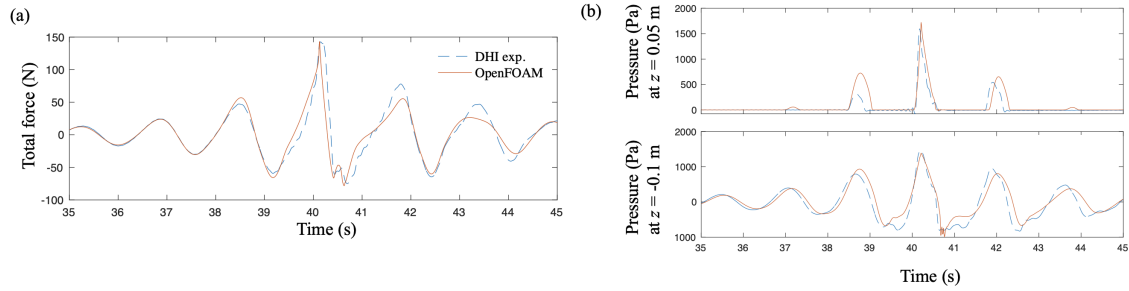 (a)
150
100
50
0
-50
-100
Total force (N)
DHI exp.
OpenFOAM
35 36 37 38 39 40 41 42 43 44 45
Time (s)
(b)
Pressure (Pa)
at z = 0.05 m
2000
1500
1000
500
0
Pressure (Pa)
at z = -0.1 m
2000
1000
0
1000
35 36 37 38 39 40 41 42 43 44 45
Time (s)